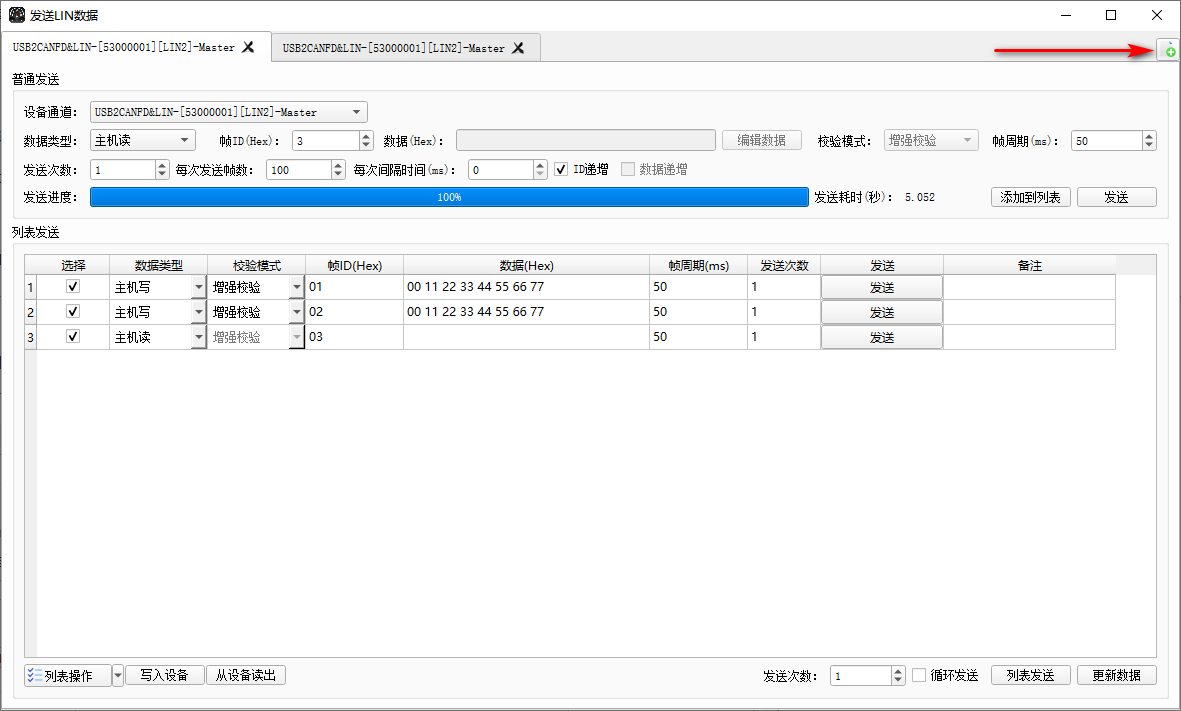 发送LIN数据
USB2CANFD&LIN-[53000001][LIN2]-Master USB2CANFD&LIN-[53000001][LIN2]-Master
普通发送
设备通道: USB2CANFD&LIN-[53000001][LIN2]-Master
数据类型: 主机读 帧ID(Hex): 3 数据(Hex): 编辑数据 校验模式: 增强校验 帧周期(ms): 50
发送次数: 1 每次发送帧数: 100 每次间隔时间(ms): 0 ID递增 数据递增
发送进度: 100% 发送耗时(秒): 5.052 添加到列表 发送
列表发送
选择 数据类型 校验模式 帧ID(Hex) 数据(Hex) 帧周期(ms) 发送次数 发送 备注
1 主机写 增强校验 01 00 11 22 33 44 55 66 77 50 1 发送
2 主机写 增强校验 02 00 11 22 33 44 55 66 77 50 1 发送
3 主机读 增强校验 03 50 1 发送
列表操作 写入设备 从设备读出 发送次数: 1 循环发送 列表发送 更新数据